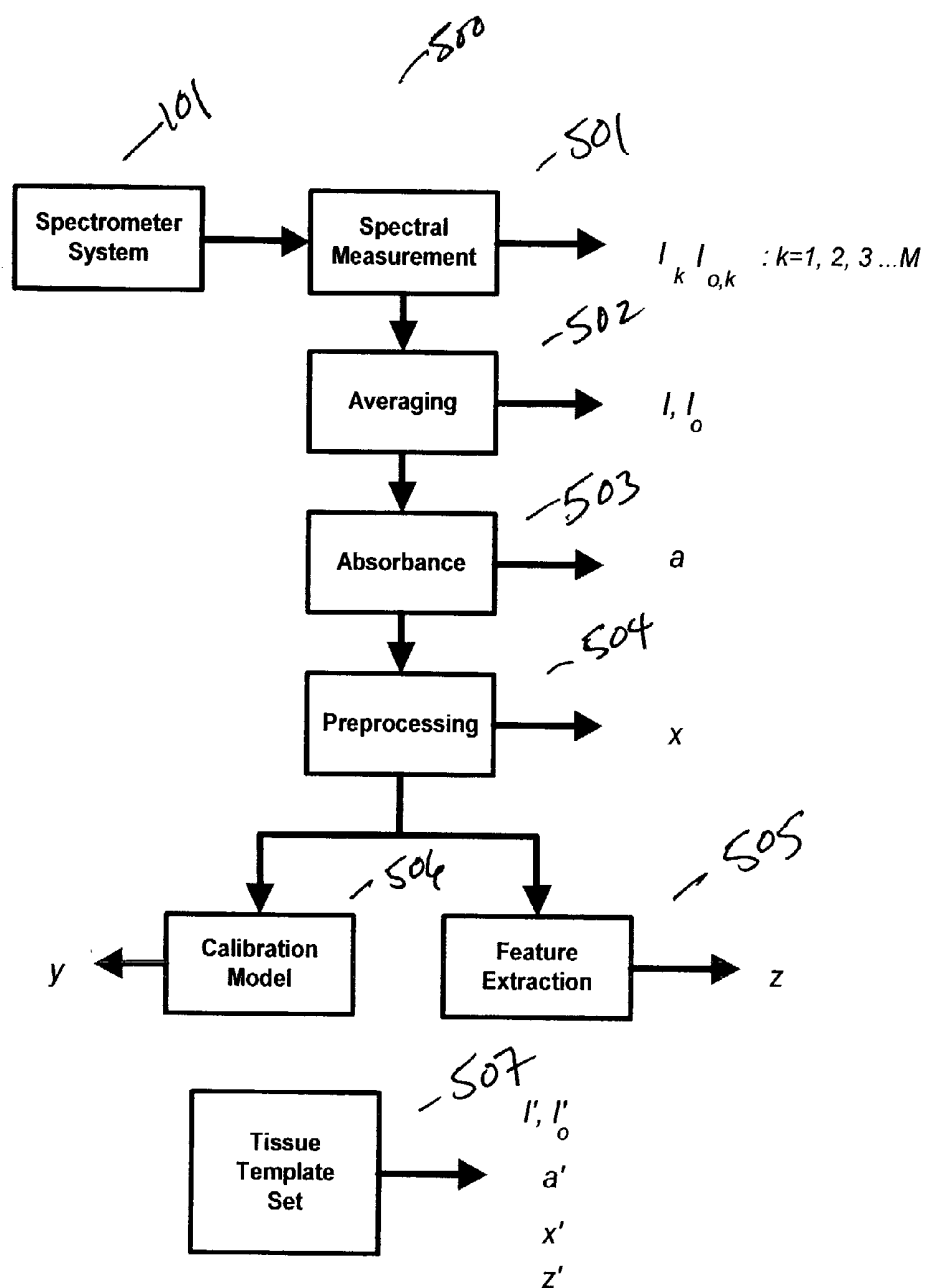 500
101
501
Spectrometer
System
Spectral
Measurement
I k I o,k : k=1, 2, 3 ...M
502
Averaging
I, I o
503
Absorbance
a
504
Preprocessing
x
506
505
Calibration
Model
y
Feature
Extraction
z
507
Tissue
Template
Set
I', I' o
a'
x'
z'